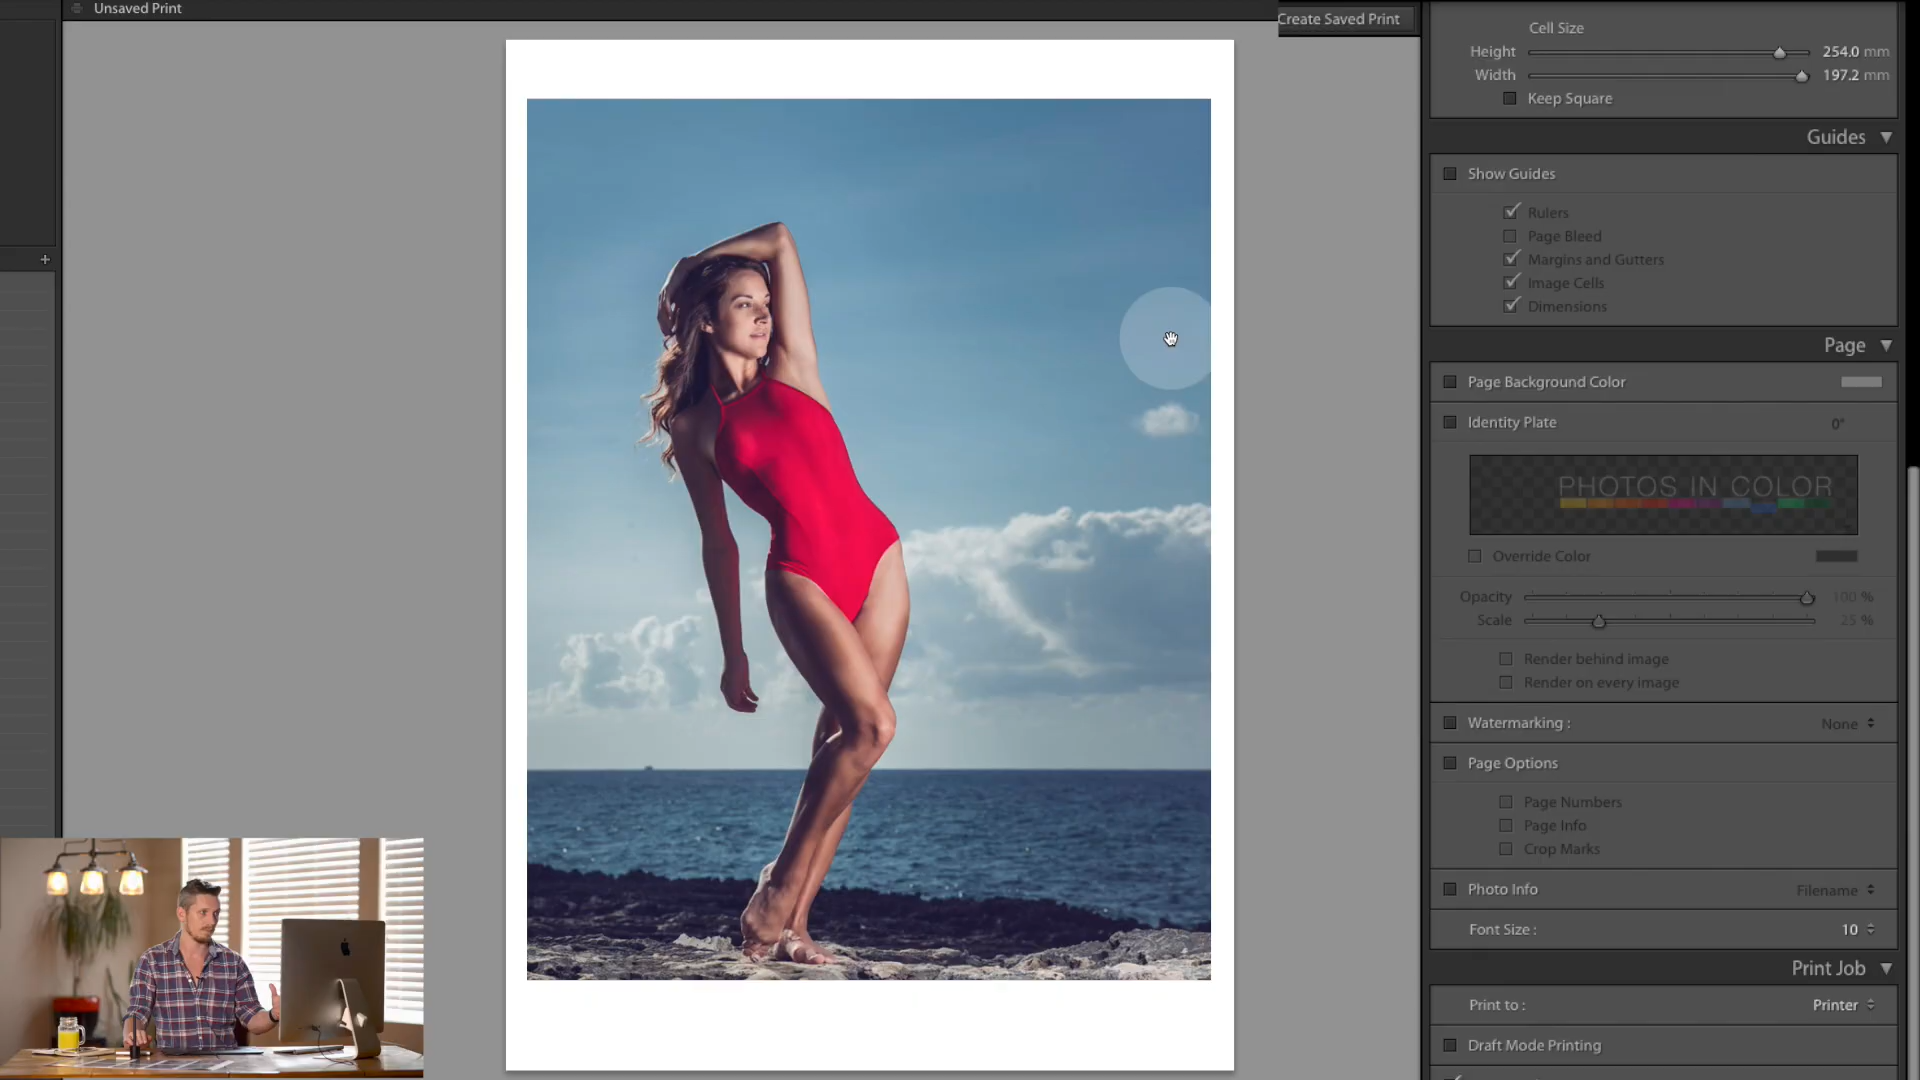 Unsaved Print
Create Saved Print
Cell Size
Height 254.0 mm
Width 197.2 mm
Keep Square
Guides
Show Guides
Rulers
Page Bleed
Margins and Gutters
Image Cells
Dimensions
Page
Page Background Color
Identity Plate 0°
PHOTOS IN COLOR
Override Color
Opacity 100 %
Scale 25 %
Render behind image
Render on every image
Watermarking : None
Page Options
Page Numbers
Page Info
Crop Marks
Photo Info Filename
Font Size : 10
Print Job
Print to : Printer
Draft Mode Printing